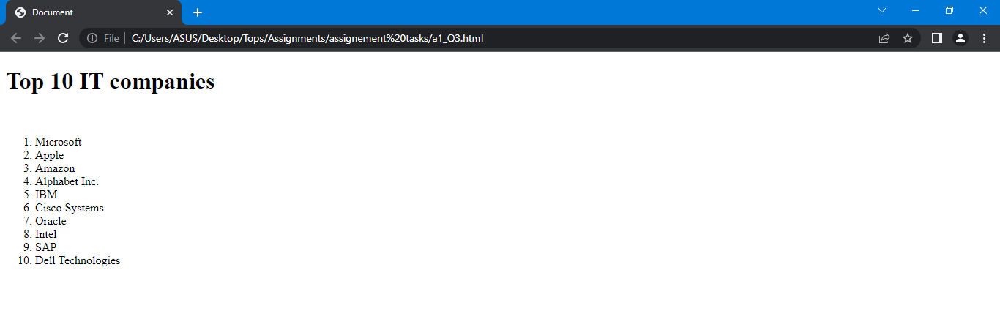 Document
File C:/Users/ASUS/Desktop/Tops/Assignments/assignement%20tasks/a1_Q3.html
Top 10 IT companies
1. Microsoft
2. Apple
3. Amazon
4. Alphabet Inc.
5. IBM
6. Cisco Systems
7. Oracle
8. Intel
9. SAP
10. Dell Technologies